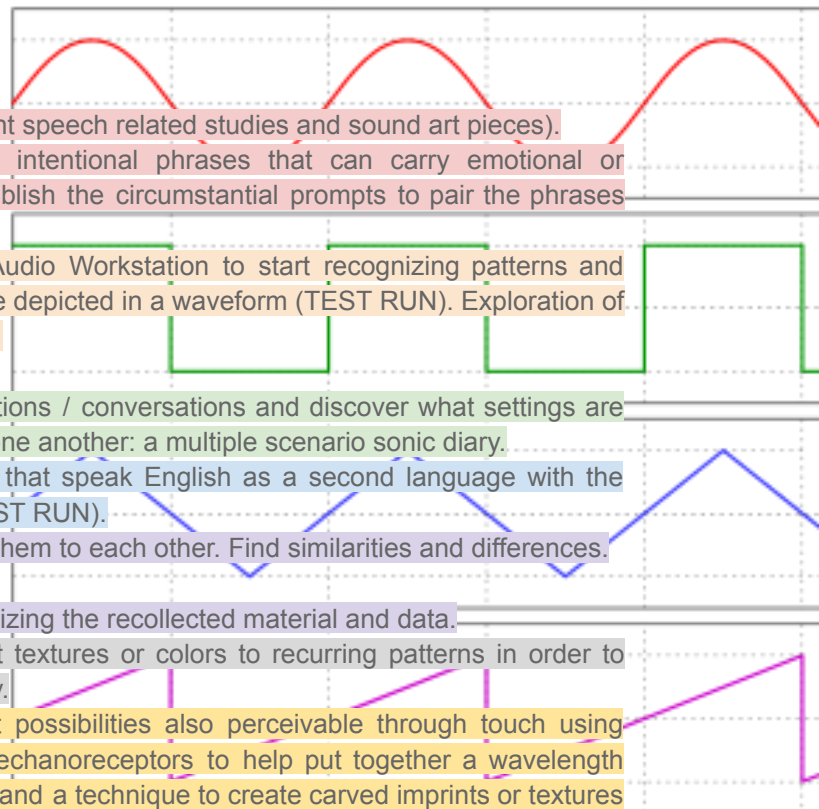 nt speech related studies and sound art pieces).
intentional phrases that can carry emotional or
blish the circumstantial prompts to pair the phrases
Audio Workstation to start recognizing patterns and
e depicted in a waveform (TEST RUN). Exploration of
tions / conversations and discover what settings are
ne another: a multiple scenario sonic diary.
that speak English as a second language with the
ST RUN).
them to each other. Find similarities and differences.
izing the recollected material and data.
t textures or colors to recurring patterns in order to
y.
t possibilities also perceivable through touch using
echanoreceptors to help put together a wavelength
and a technique to create carved imprints or textures